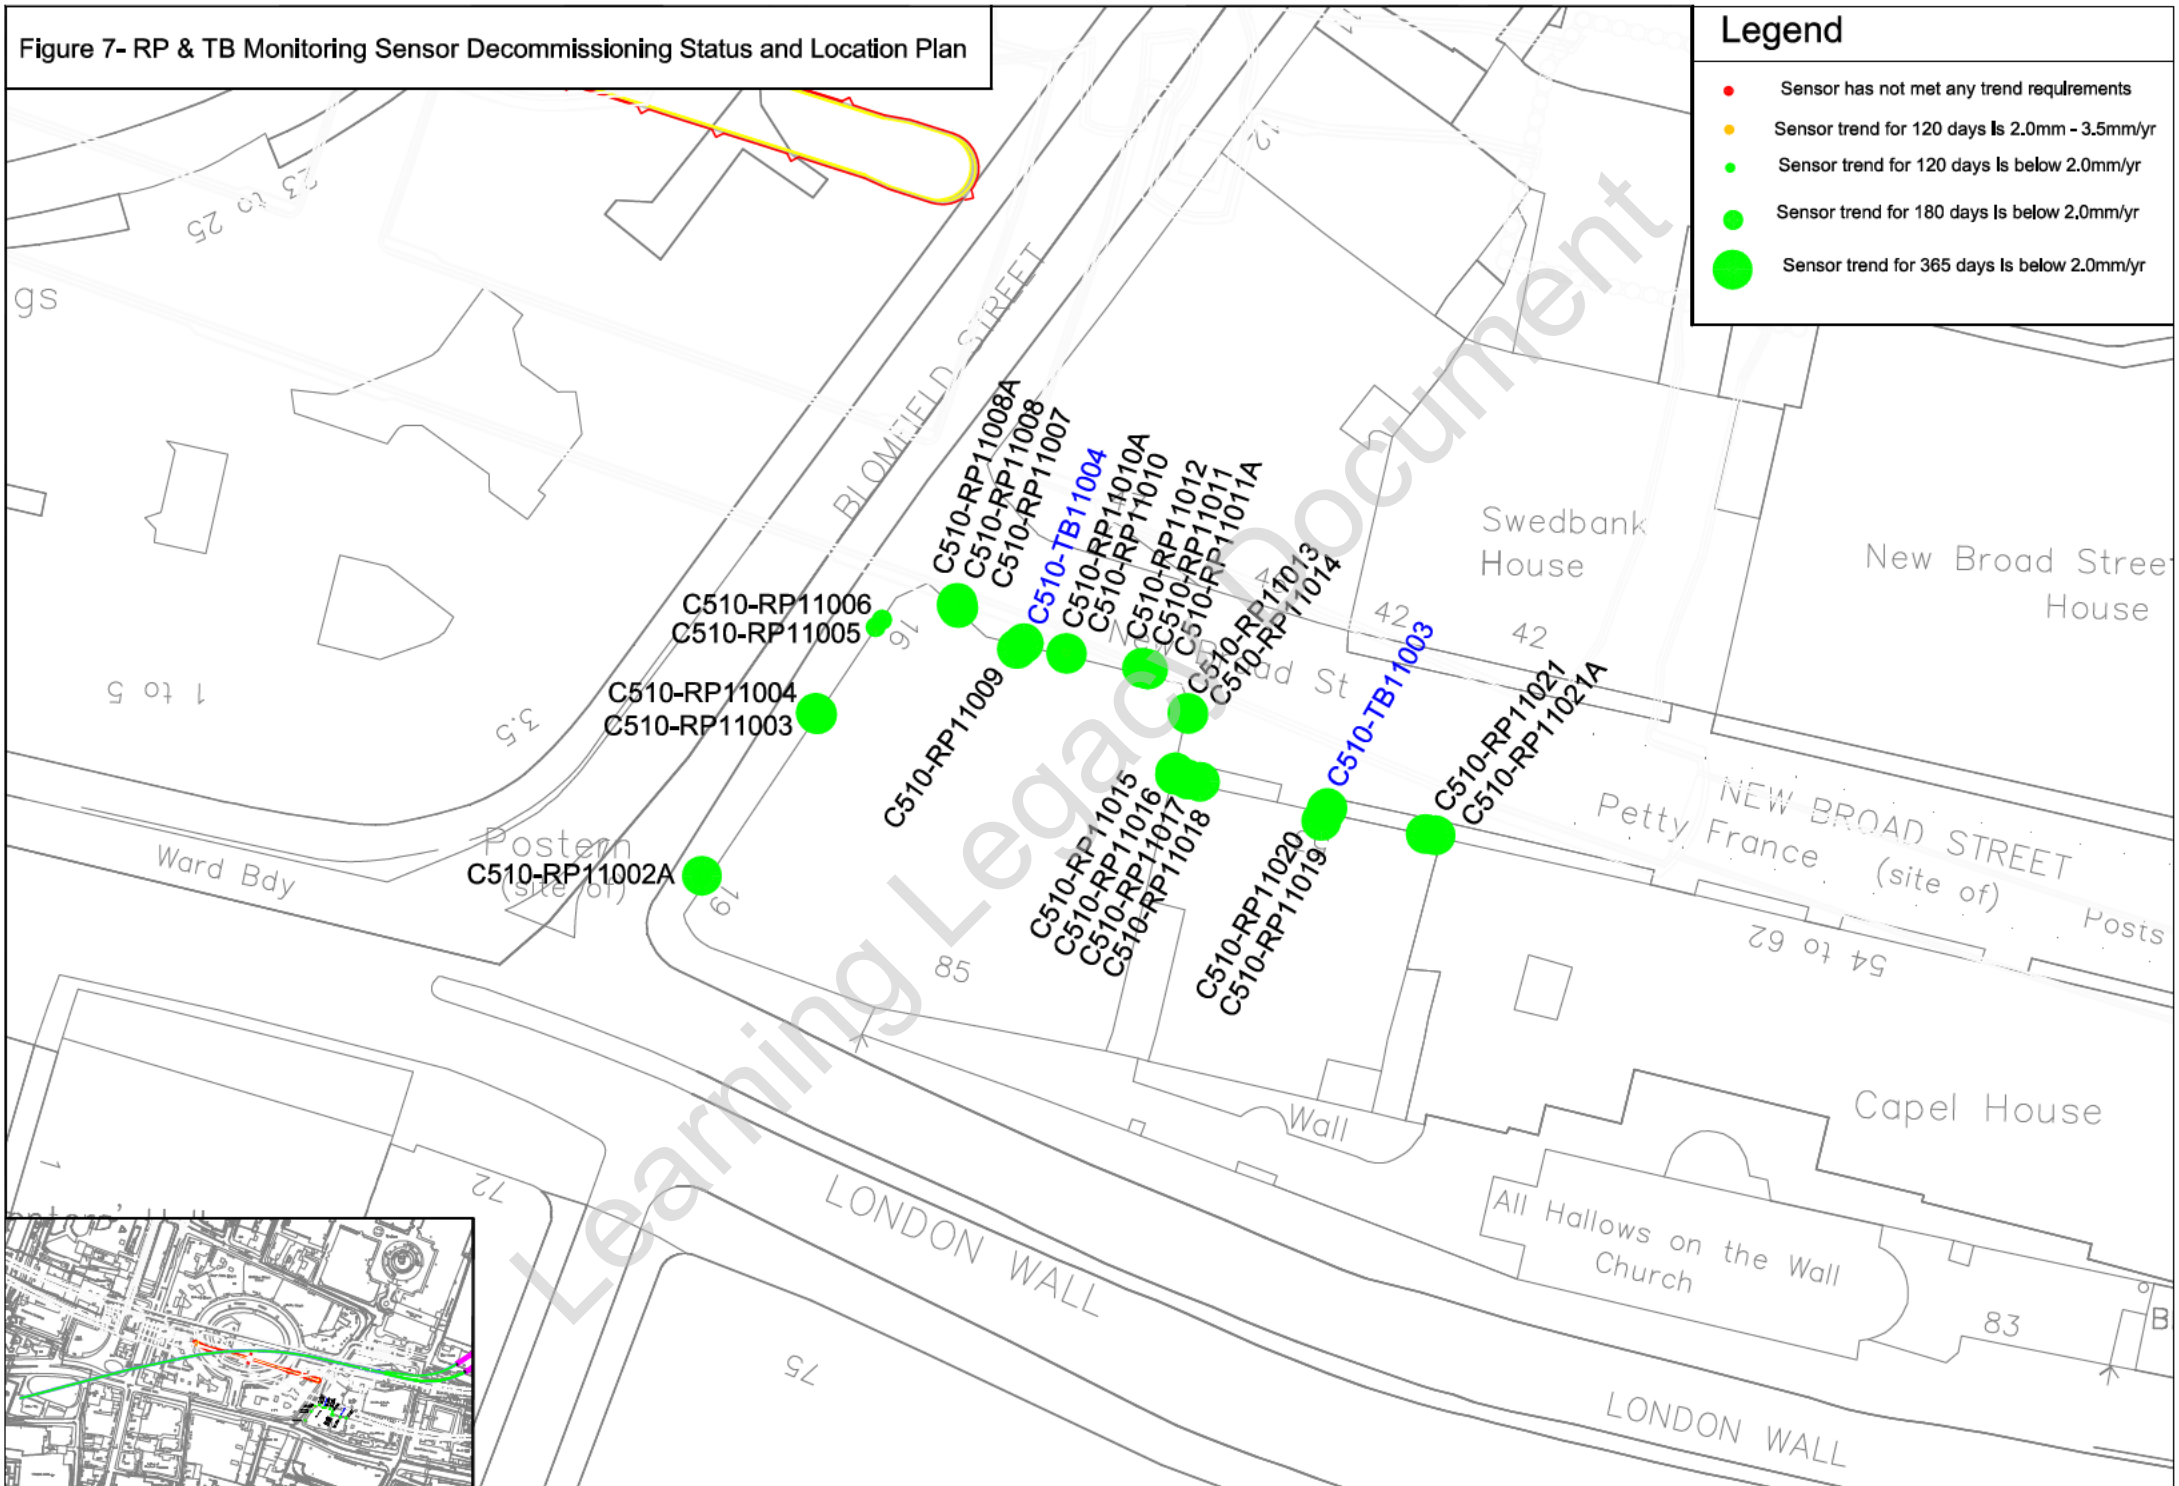 Figure 7- RP & TB Monitoring Sensor Decommissioning Status and Location Plan
Legend
Sensor has not met any trend requirements
Sensor trend for 120 days is 2.0mm - 3.5mm/yr
Sensor trend for 120 days is below 2.0mm/yr
Sensor trend for 180 days is below 2.0mm/yr
Sensor trend for 365 days is below 2.0mm/yr
11
12
23 to 25
gs
BLOMFIELD STREET
C510-RP11008A
C510-RP11008
C510-RP11007
C510-TB11004
C510-RP11010A
C510-RP11010
C510-RP11012
C510-RP11011
C510-RP11011A
C510-RP11013
C510-RP11014
Swedbank
House
New Broad Street
House
42
42
C510-RP11006
C510-RP11005
16
New Broad St
C510-TB11003
C510-RP11004
C510-RP11003
1 to 5
3.5
C510-RP11009
C510-RP11021
C510-RP11021A
C510-RP11015
C510-RP11016
C510-RP11017
C510-RP11018
C510-RP11020
C510-RP11019
NEW BROAD STREET
Petty France
(site of)
Posts
54 to 62
Ward Bdy
Postern
(site of)
C510-RP11002A
19
85
Capel House
Wall
All Hallows on the Wall
Church
83
B
1
72
75
LONDON WALL
LONDON WALL
Learning Legacy Document